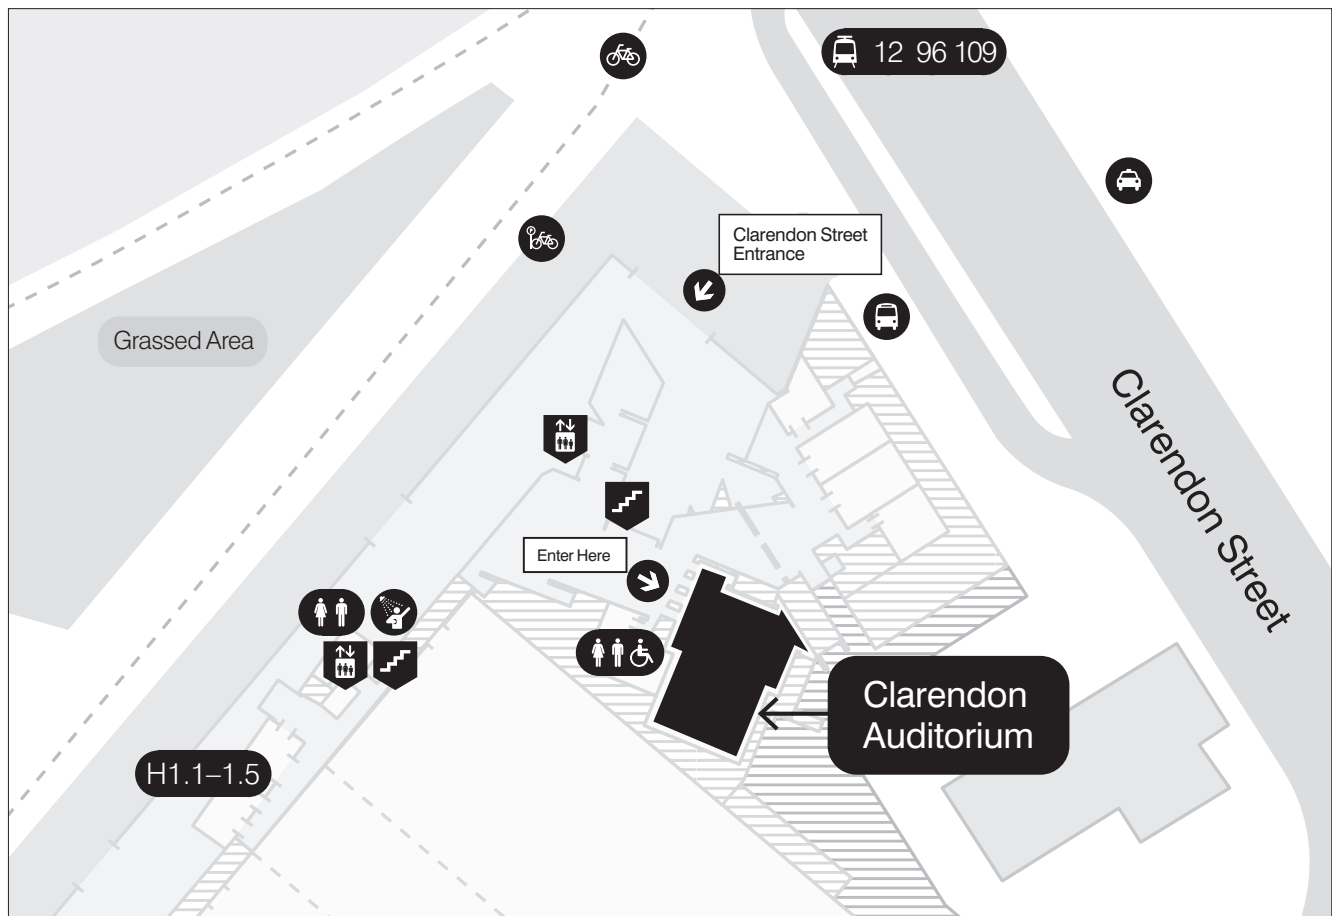 12 96 109
Clarendon Street
Entrance
Grassed Area
Clarendon Street
Enter Here
Clarendon
Auditorium
H1.1–1.5